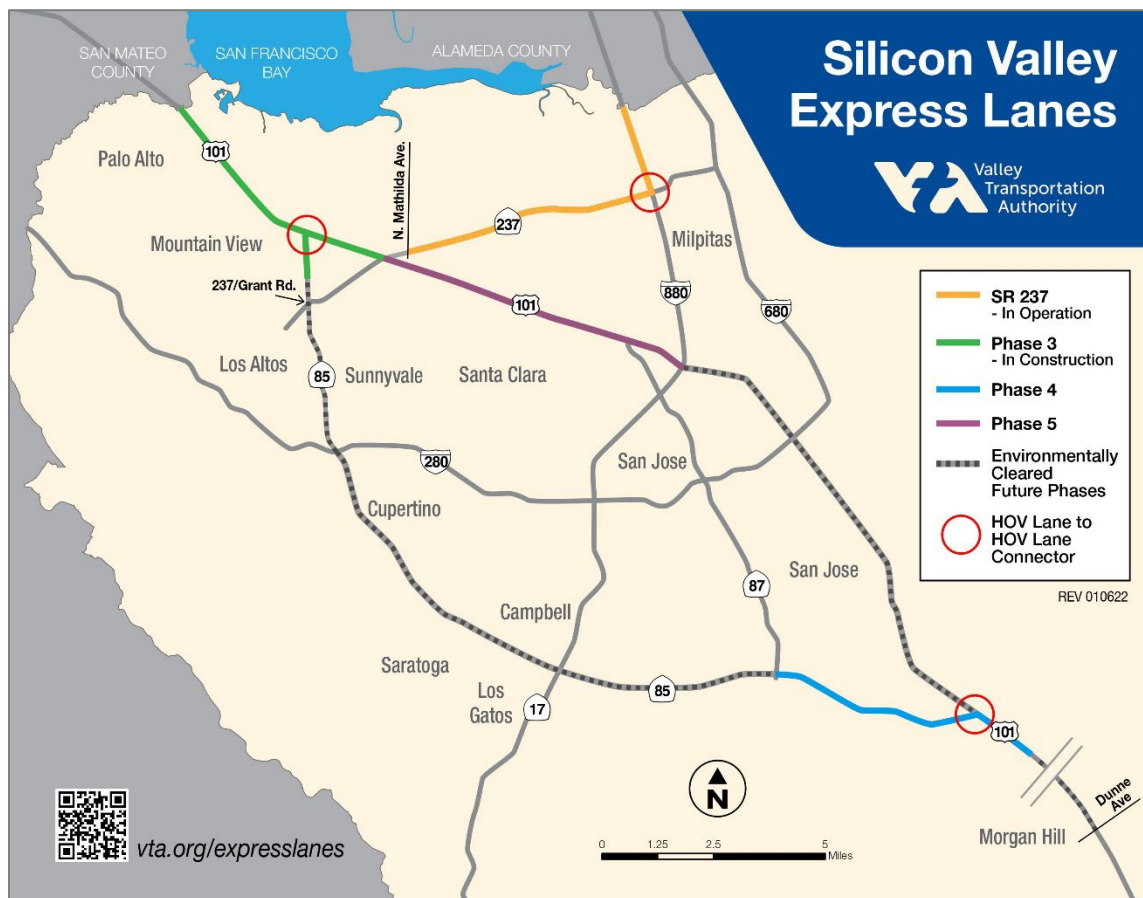 Silicon Valley
Express Lanes
VTA
Valley
Transportation
Authority
SAN MATEO
COUNTY
SAN FRANCISCO
BAY
ALAMEDA COUNTY
101
Palo Alto
N. Mathilda Ave.
Mountain View
237
Milpitas
237/Grant Rd.
101
880
680
Los Altos
85
Sunnyvale
Santa Clara
280
San Jose
Cupertino
San Jose
87
Campbell
Saratoga
85
Los
Gatos
17
101
Dunne
Ave
Morgan Hill
SR 237
- In Operation
Phase 3
- In Construction
Phase 4
Phase 5
Environmentally
Cleared
Future Phases
HOV Lane to
HOV Lane
Connector
REV 010622
N
0 1.25 2.5 5
Miles
vta.org/expresslanes